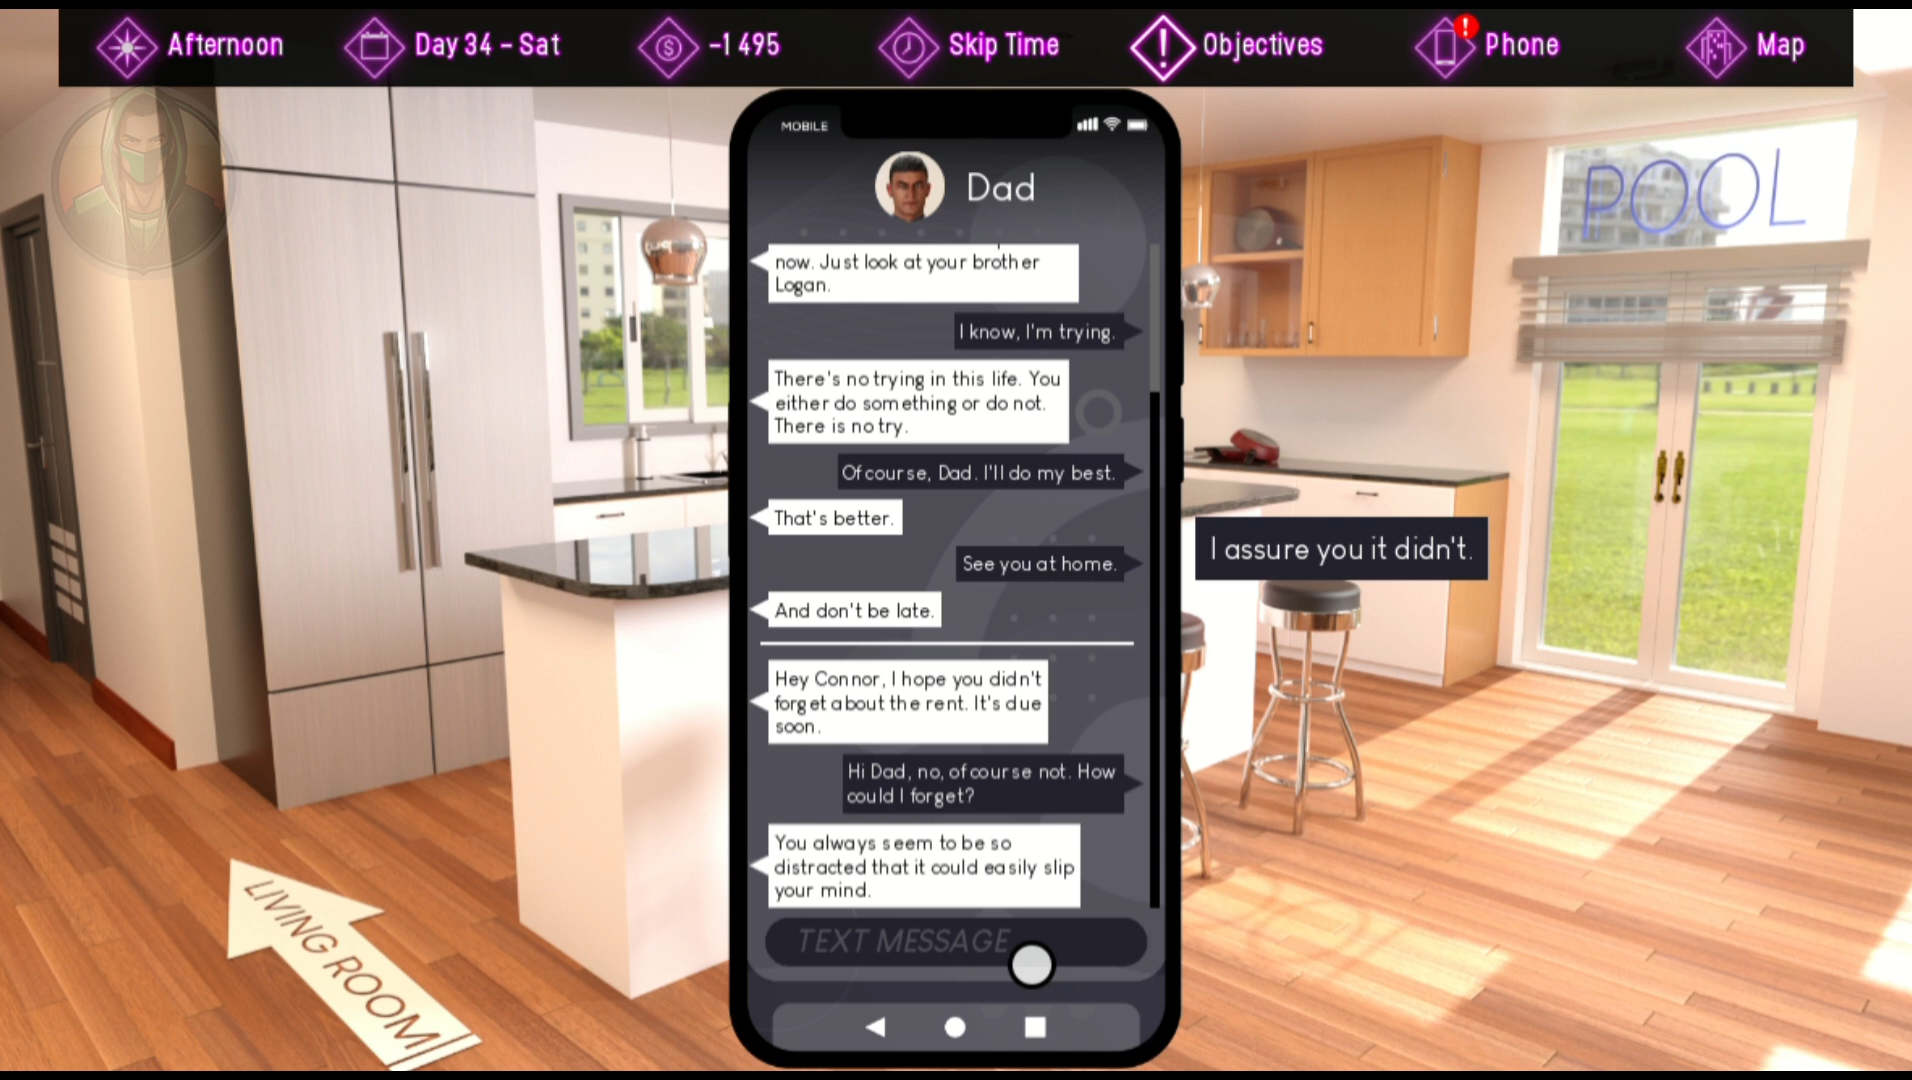 Afternoon
Day 34 - Sat
-1 495
Skip Time
Objectives
Phone
Map
MOBILE
Dad
now. Just look at your brother
Logan.
I know, I'm trying.
There's no trying in this life. You
either do something or do not.
There is no try.
Of course, Dad. I'll do my best.
That's better.
See you at home.
And don't be late.
Hey Connor, I hope you didn't
forget about the rent. It's due
soon.
Hi Dad, no, of course not. How
could I forget?
You always seem to be so
distracted that it could easily slip
your mind.
TEXT MESSAGE
I assure you it didn't.
POOL
LIVING ROOM